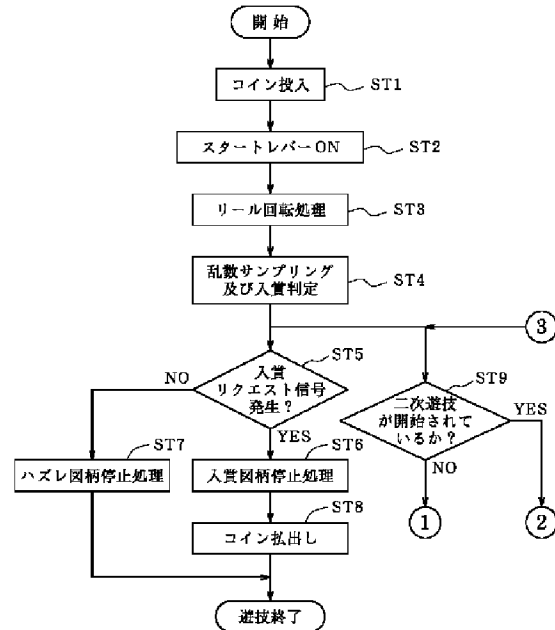 開始
コイン投入
ST1
スタートレバーON
ST2
リール回転処理
ST3
乱数サンプリング
及び入賞判定
ST4
3
入賞
リクエスト信号
発生?
ST5
NO
YES
二次遊技
が開始されて
いるか?
ST9
YES
NO
ハズレ図柄停止処理
ST7
入賞図柄停止処理
ST6
1
2
コイン払出し
ST8
遊技終了